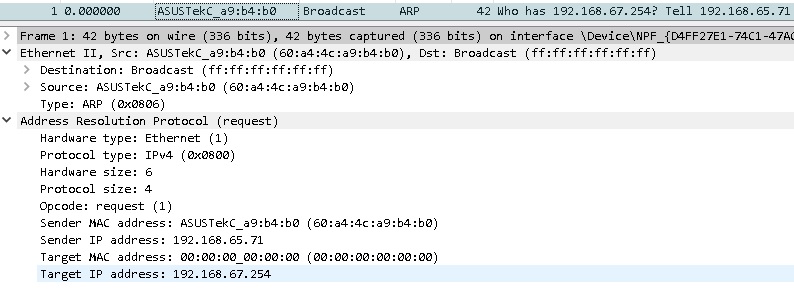 1 0.000000 ASUSTekC_a9:b4:b0 Broadcast ARP 42 Who has 192.168.67.254? Tell 192.168.65.71
Frame 1: 42 bytes on wire (336 bits), 42 bytes captured (336 bits) on interface \Device\NPF_{D4FF27E1-74C1-47AC
Ethernet II, Src: ASUSTekC_a9:b4:b0 (60:a4:4c:a9:b4:b0), Dst: Broadcast (ff:ff:ff:ff:ff:ff)
Destination: Broadcast (ff:ff:ff:ff:ff:ff)
Source: ASUSTekC_a9:b4:b0 (60:a4:4c:a9:b4:b0)
Type: ARP (0x0806)
Address Resolution Protocol (request)
Hardware type: Ethernet (1)
Protocol type: IPv4 (0x0800)
Hardware size: 6
Protocol size: 4
Opcode: request (1)
Sender MAC address: ASUSTekC_a9:b4:b0 (60:a4:4c:a9:b4:b0)
Sender IP address: 192.168.65.71
Target MAC address: 00:00:00_00:00:00 (00:00:00:00:00:00)
Target IP address: 192.168.67.254